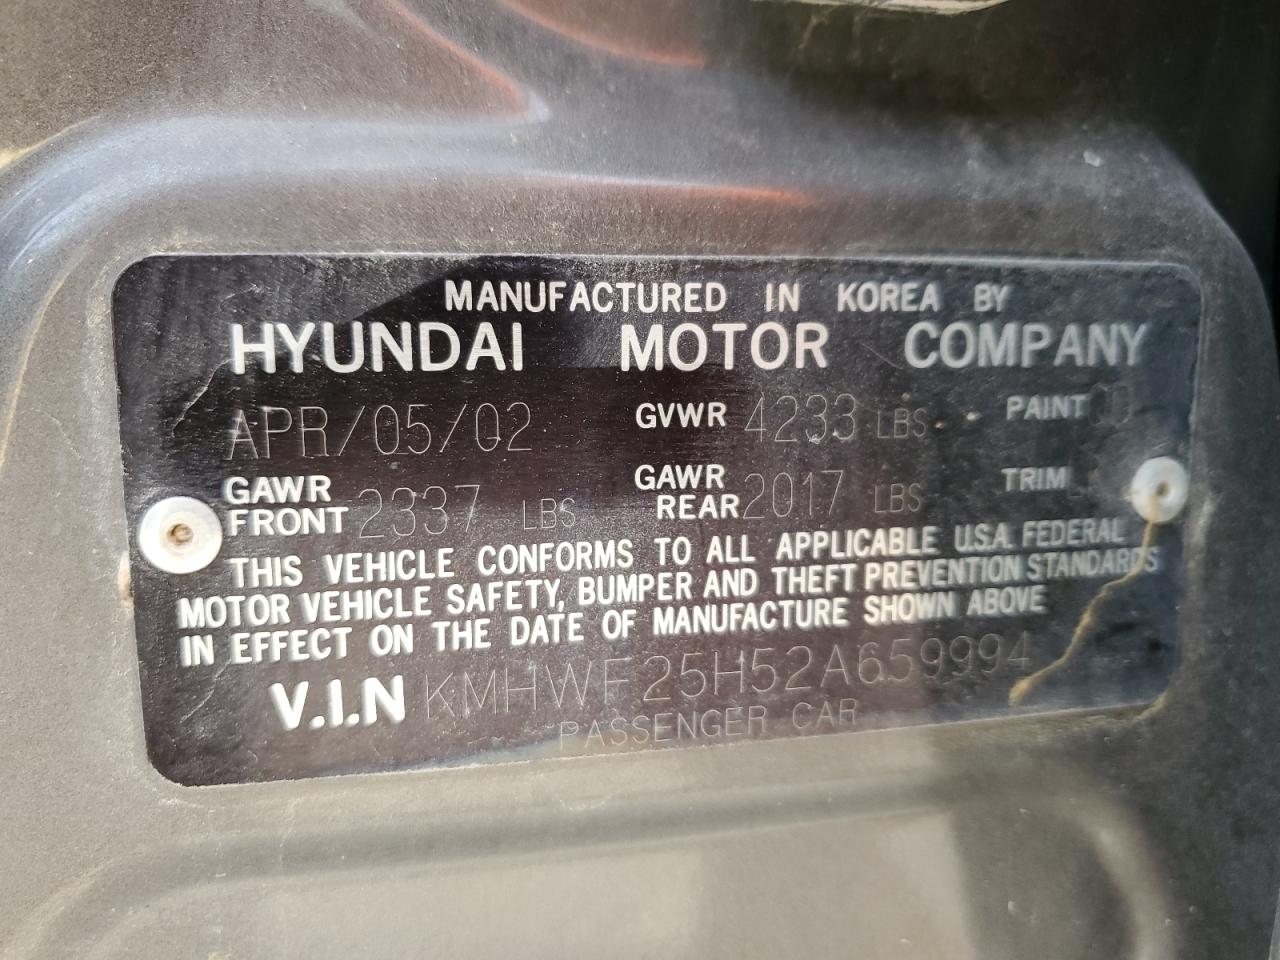 MANUFACTURED IN KOREA BY
HYUNDAI MOTOR COMPANY
APR/05/02 GVWR 4233 LBS PAINT
GAWR FRONT 2337 LBS GAWR REAR 2017 LBS TRIM
THIS VEHICLE CONFORMS TO ALL APPLICABLE U.S.A. FEDERAL
MOTOR VEHICLE SAFETY, BUMPER AND THEFT PREVENTION STANDARDS
IN EFFECT ON THE DATE OF MANUFACTURE SHOWN ABOVE
V.I.N KMHWF25H52A659994
PASSENGER CAR